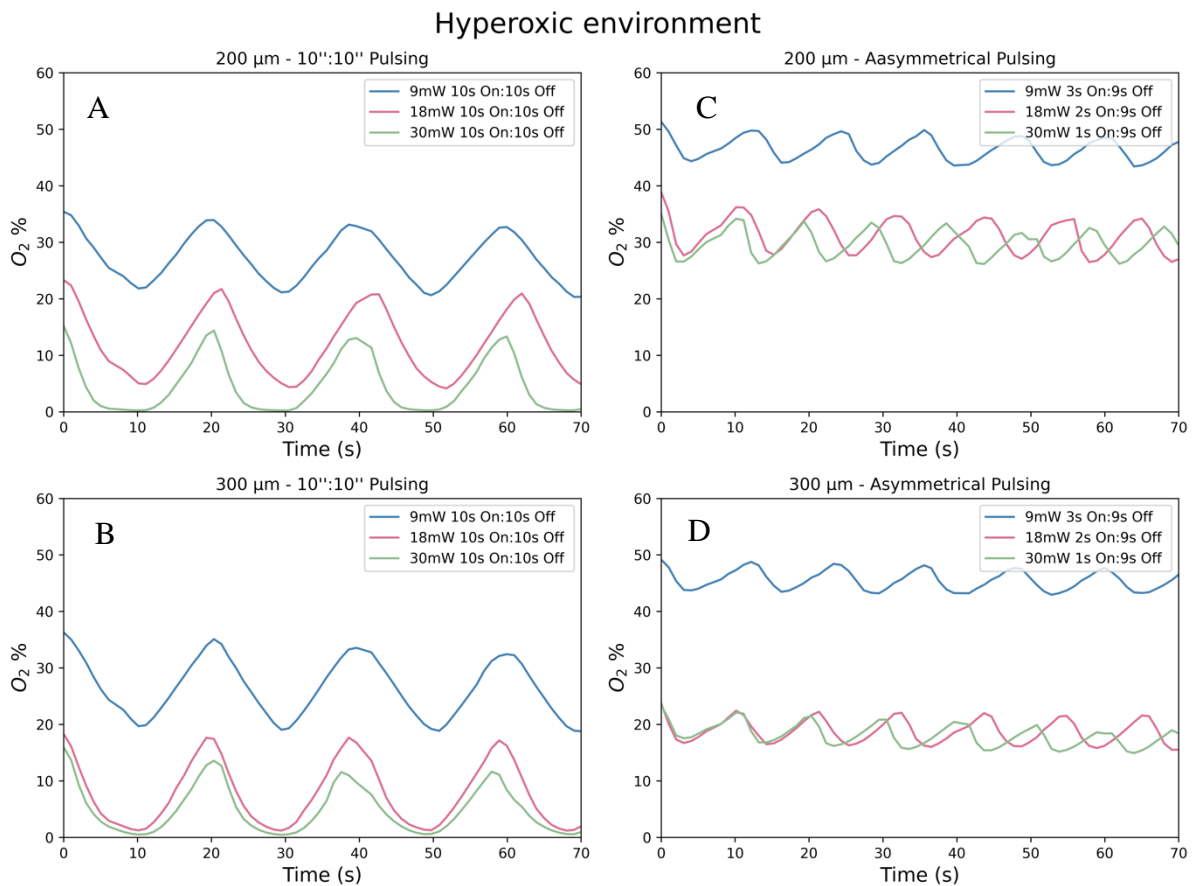 Hyperoxic environment
200 μm - 10'':10'' Pulsing
A
9mW 10s On:10s Off
18mW 10s On:10s Off
30mW 10s On:10s Off
O2 %
60
50
40
30
20
10
0
0 10 20 30 40 50 60 70
Time (s)
200 μm - Aasymmetrical Pulsing
C
9mW 3s On:9s Off
18mW 2s On:9s Off
30mW 1s On:9s Off
O2 %
60
50
40
30
20
10
0
0 10 20 30 40 50 60 70
Time (s)
300 μm - 10'':10'' Pulsing
B
9mW 10s On:10s Off
18mW 10s On:10s Off
30mW 10s On:10s Off
O2 %
60
50
40
30
20
10
0
0 10 20 30 40 50 60 70
Time (s)
300 μm - Asymmetrical Pulsing
D
9mW 3s On:9s Off
18mW 2s On:9s Off
30mW 1s On:9s Off
O2 %
60
50
40
30
20
10
0
0 10 20 30 40 50 60 70
Time (s)